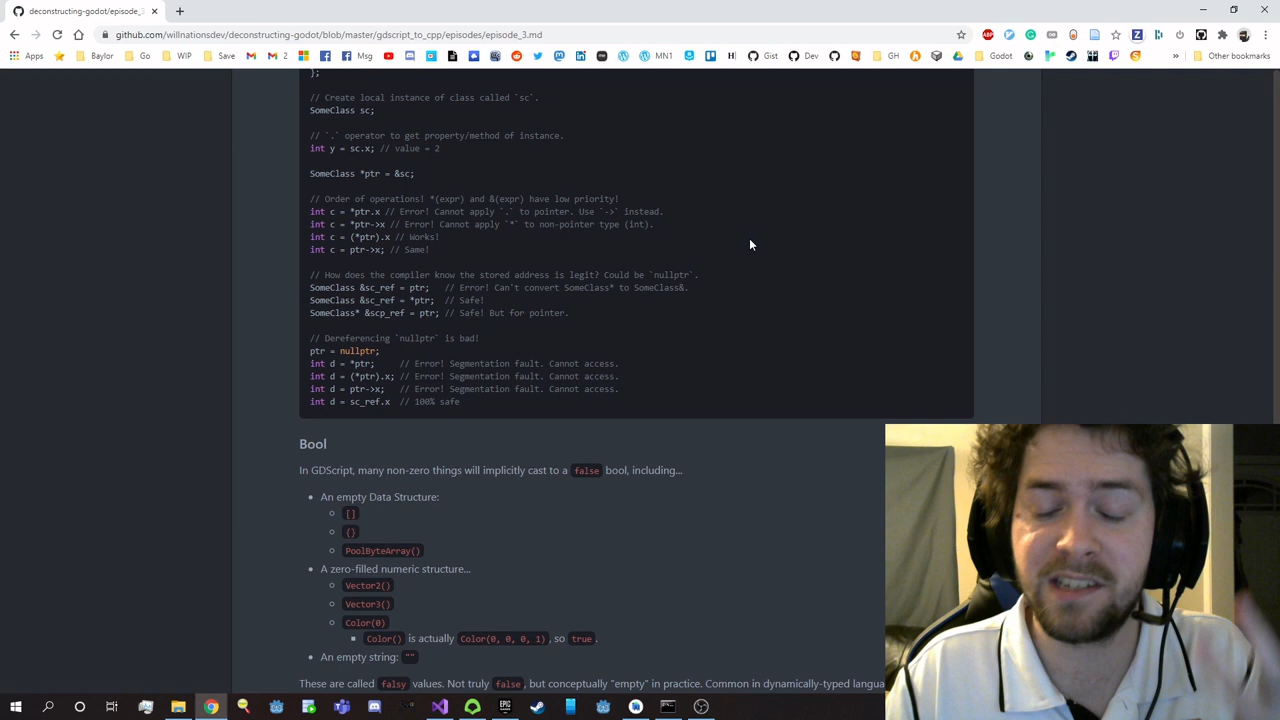 deconstructing-godot/episode_3
github.com/willnationsdev/deconstructing-godot/blob/master/gdscript_to_cpp/episodes/episode_3.md
Apps Baylor Go WIP Save 2 Msg MN1 Gist Dev GH Godot Other bookmarks
};
// Create local instance of class called `sc`.
SomeClass sc;
// `.` operator to get property/method of instance.
int y = sc.x; // value = 2
SomeClass *ptr = &sc;
// Order of operations! *(expr) and &(expr) have low priority!
int c = *ptr.x // Error! Cannot apply `.` to pointer. Use `->` instead.
int c = *ptr->x // Error! Cannot apply `*` to non-pointer type (int).
int c = (*ptr).x // Works!
int c = ptr->x; // Same!
// How does the compiler know the stored address is legit? Could be `nullptr`.
SomeClass &sc_ref = ptr; // Error! Can't convert SomeClass* to SomeClass&.
SomeClass &sc_ref = *ptr; // Safe!
SomeClass* &scp_ref = ptr; // Safe! But for pointer.
// Dereferencing `nullptr` is bad!
ptr = nullptr;
int d = *ptr; // Error! Segmentation fault. Cannot access.
int d = (*ptr).x; // Error! Segmentation fault. Cannot access.
int d = ptr->x; // Error! Segmentation fault. Cannot access.
int d = sc_ref.x // 100% safe
Bool
In GDScript, many non-zero things will implicitly cast to a false bool, including...
An empty Data Structure:
[]
{}
PoolByteArray()
A zero-filled numeric structure...
Vector2()
Vector3()
Color(0)
Color() is actually Color(0, 0, 0, 1), so true.
An empty string: ""
These are called falsy values. Not truly false, but conceptually "empty" in practice. Common in dynamically-typed langua